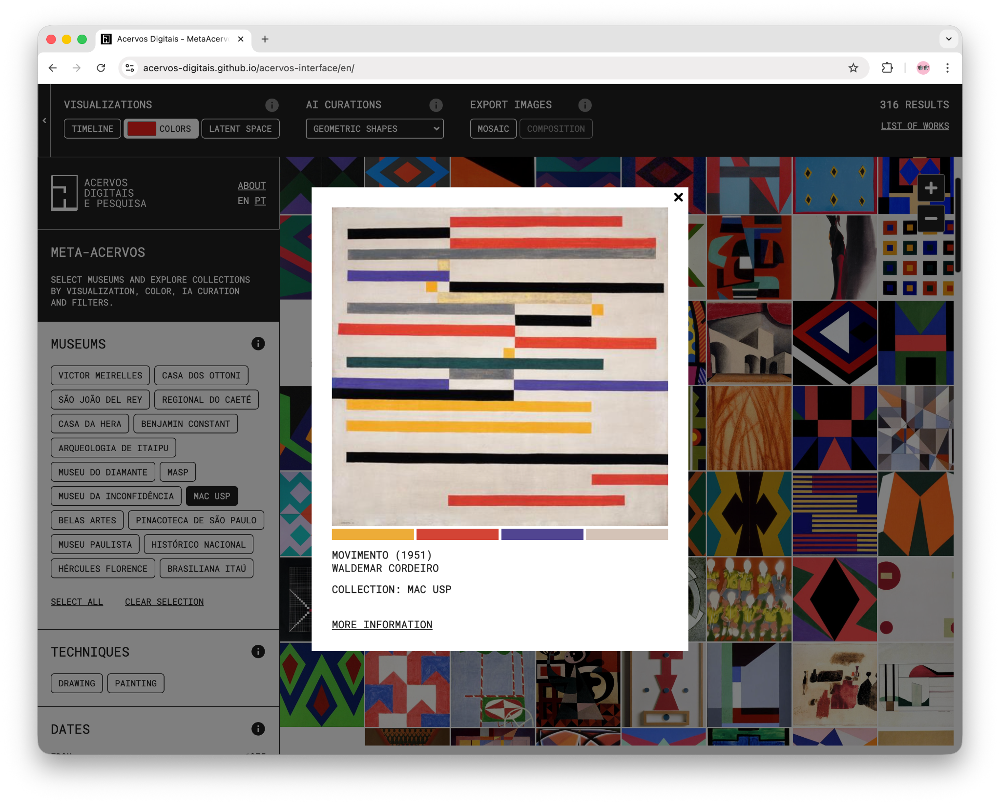 Acervos Digitais - MetaAcerv
acervos-digitais.github.io/acervos-interface/en/
VISUALIZATIONS
TIMELINE
COLORS
LATENT SPACE
AI CURATIONS
GEOMETRIC SHAPES
EXPORT IMAGES
MOSAIC
COMPOSITION
316 RESULTS
LIST OF WORKS
ACERVOS
DIGITAIS
E PESQUISA
ABOUT
EN PT
META-ACERVOS
SELECT MUSEUMS AND EXPLORE COLLECTIONS
BY VISUALIZATION, COLOR, IA CURATION
AND FILTERS.
MUSEUMS
VICTOR MEIRELLES
CASA DOS OTTONI
SÃO JOÃO DEL REY
REGIONAL DO CAETÉ
CASA DA HERA
BENJAMIN CONSTANT
ARQUEOLOGIA DE ITAIPU
MUSEU DO DIAMANTE
MASP
MUSEU DA INCONFIDÊNCIA
MAC USP
BELAS ARTES
PINACOTECA DE SÃO PAULO
MUSEU PAULISTA
HISTÓRICO NACIONAL
HÉRCULES FLORENCE
BRASILIANA ITAÚ
SELECT ALL
CLEAR SELECTION
TECHNIQUES
DRAWING
PAINTING
DATES
MOVIMENTO (1951)
WALDEMAR CORDEIRO
COLLECTION: MAC USP
MORE INFORMATION